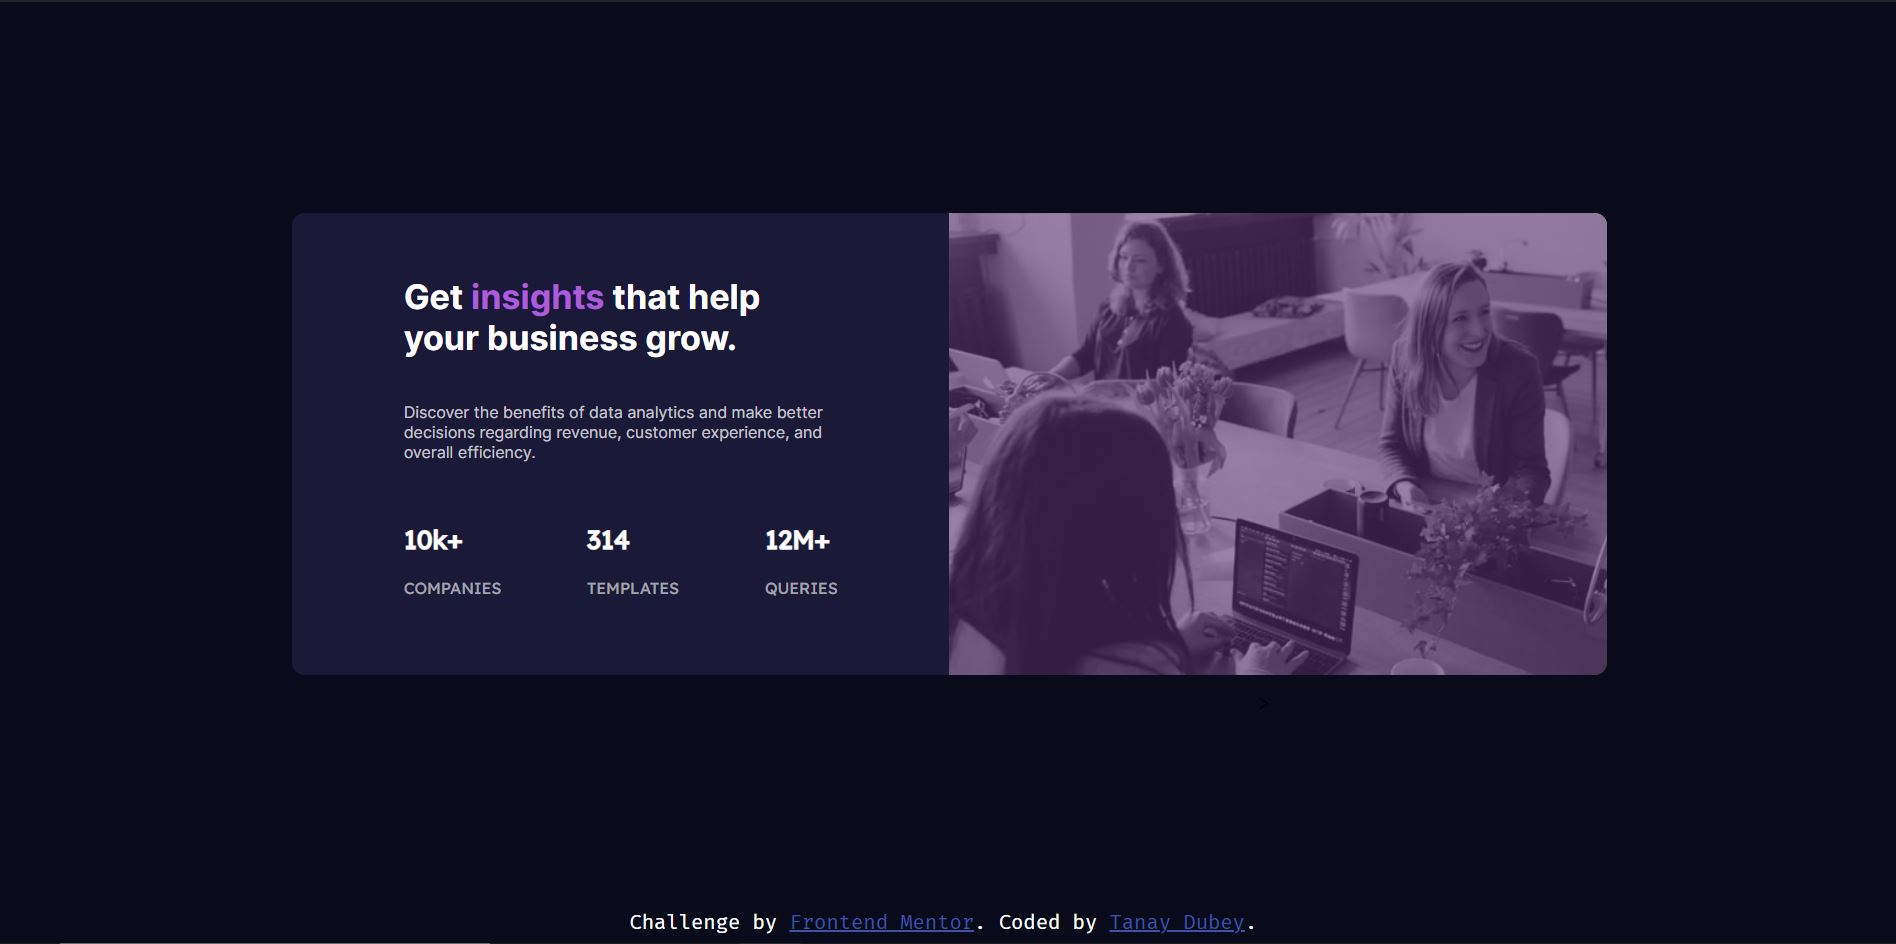 Get insights that help
your business grow.
Discover the benefits of data analytics and make better
decisions regarding revenue, customer experience, and
overall efficiency.
10k+ 314 12M+
COMPANIES TEMPLATES QUERIES
>
Challenge by Frontend Mentor. Coded by Tanay Dubey.